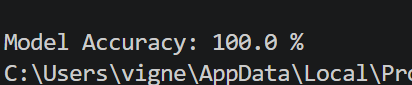 Model Accuracy: 100.0 %
C:\Users\vigne\AppData\Local\Pro